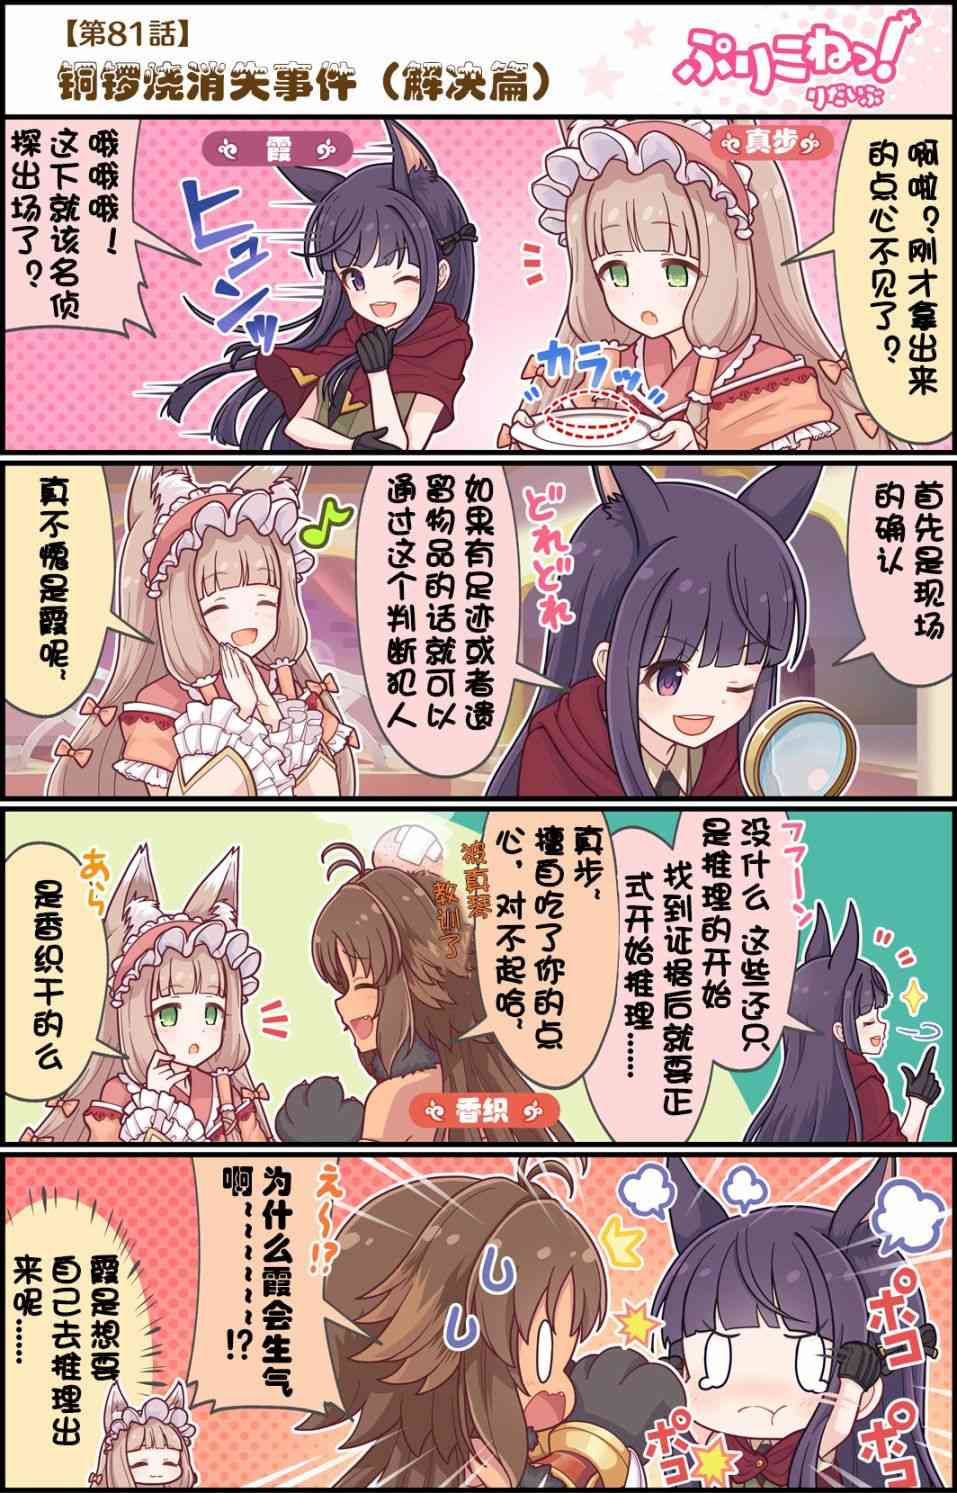 【第81話】
铜锣烧消失事件（解决篇）
ぷりこねっ!
りだいぶ
真步
霞
啊啦？刚才拿出来
的点心不见了？
カラッ
哦哦哦！
这下就该名侦
探出场了？
ヒュンッ
首先是现场
的确认
どれどれ
如果有足迹或者遗
留物品的话就可以
通过这个判断犯人
真不愧是霞呢~
フフーン
没什么 这些还只
是推理的开始
找到证据后就要正
式开始推理……
真步~
擅自吃了你的点
心，对不起哈~
被真琴
教训了
香织
あら
是香织干的么
ポコ
ポコ
ポコ
え〜!?
为什么霞会生气
啊~~~~~~!?
霞是想要
自己去推理出
来呢……